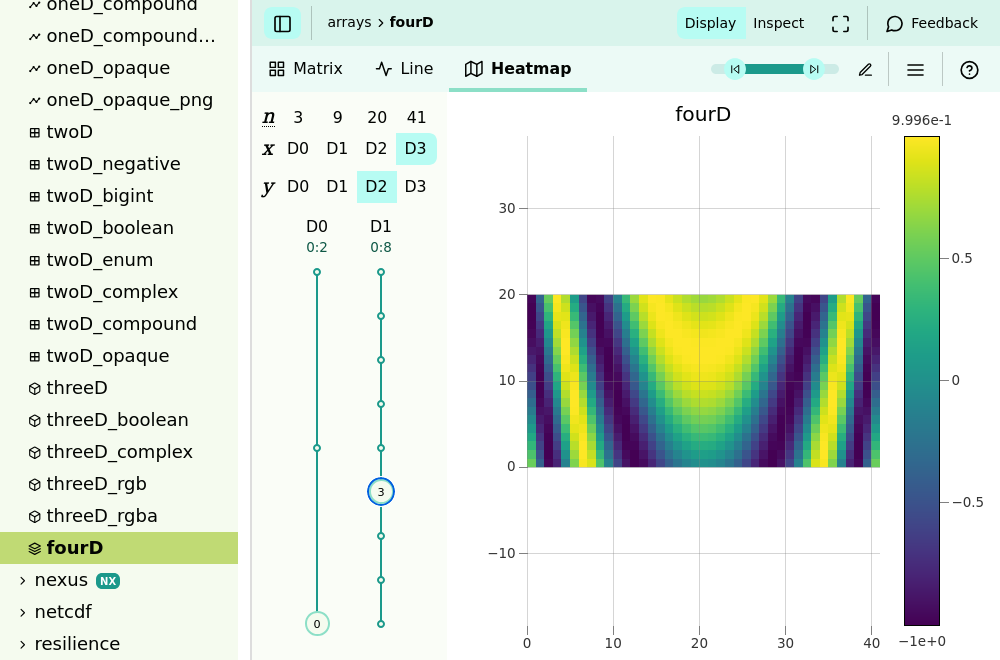 oneD_compound
oneD_compound...
oneD_opaque
oneD_opaque_png
twoD
twoD_negative
twoD_bigint
twoD_boolean
twoD_enum
twoD_complex
twoD_compound
twoD_opaque
threeD
threeD_boolean
threeD_complex
threeD_rgb
threeD_rgba
fourD
nexus NX
netcdf
resilience
arrays fourD
Display Inspect Feedback
Matrix Line Heatmap
n 3 9 20 41
x D0 D1 D2 D3
y D0 D1 D2 D3
D0 D1
0:2 0:8
3
0
fourD
9.996e-1
0.5
0
−0.5
−1e+0
30
20
10
0
−10
0 10 20 30 40